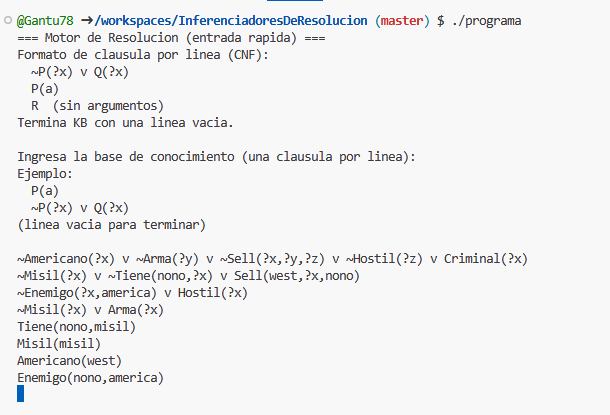 @Gantu78 ➜/workspaces/InferenciadoresDeResolucion (master) $ ./programa
=== Motor de Resolucion (entrada rapida) ===
Formato de clausula por linea (CNF):
  ~P(?x) v Q(?x)
  P(a)
  R  (sin argumentos)
Termina KB con una linea vacia.

Ingresa la base de conocimiento (una clausula por linea):
Ejemplo:
  P(a)
  ~P(?x) v Q(?x)
(linea vacia para terminar)

~Americano(?x) v ~Arma(?y) v ~Sell(?x,?y,?z) v ~Hostil(?z) v Criminal(?x)
~Misil(?x) v ~Tiene(nono,?x) v Sell(west,?x,nono)
~Enemigo(?x,america) v Hostil(?x)
~Misil(?x) v Arma(?x)
Tiene(nono,misil)
Misil(misil)
Americano(west)
Enemigo(nono,america)